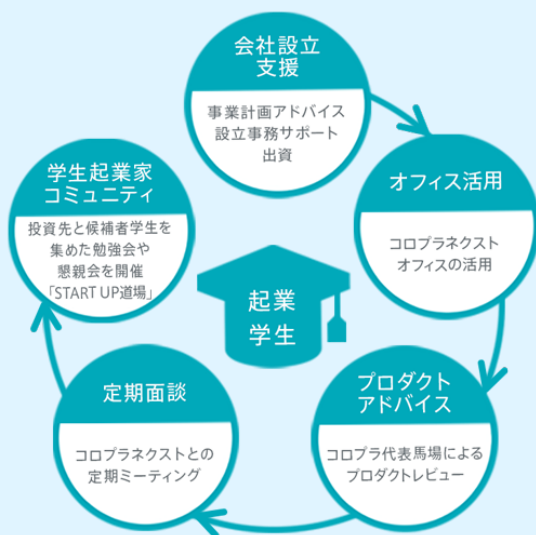 会社設立
支援
事業計画アドバイス
設立事務サポート
出資
オフィス活用
コロプラネクスト
オフィスの活用
プロダクト
アドバイス
コロプラ代表馬場による
プロダクトレビュー
定期面談
コロプラネクストとの
定期ミーティング
学生起業家
コミュニティ
投資先と候補者学生を
集めた勉強会や
懇親会を開催
「START UP道場」
起業
学生